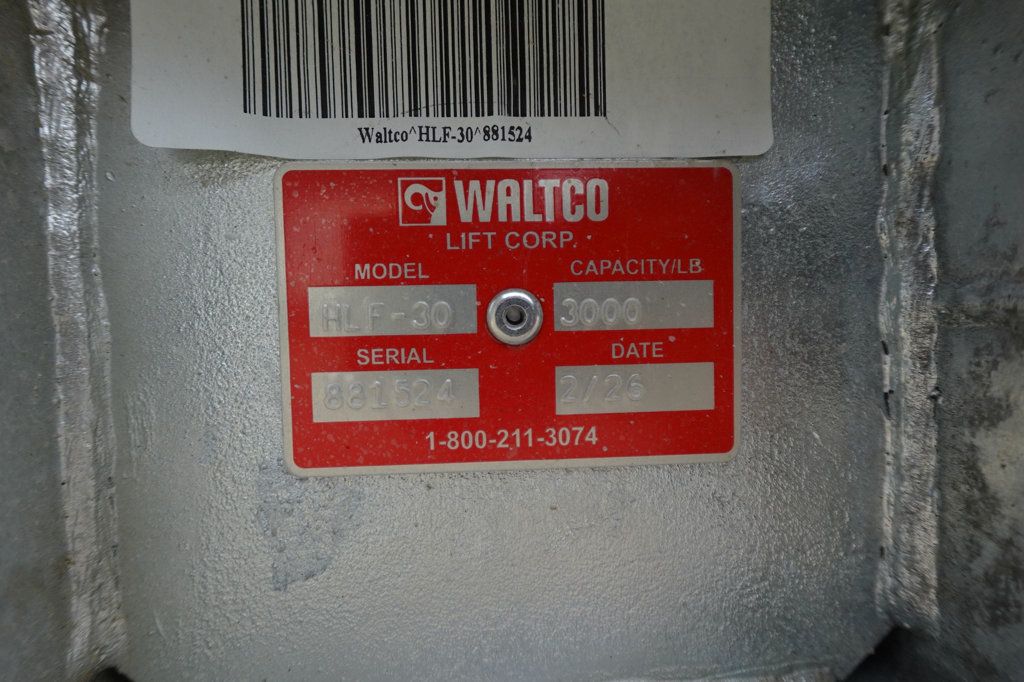 Waltco^HLF-30^881524
WALTCO
LIFT CORP.
MODEL CAPACITY/LB
HLF-30 3000
SERIAL DATE
881524 2/26
1-800-211-3074